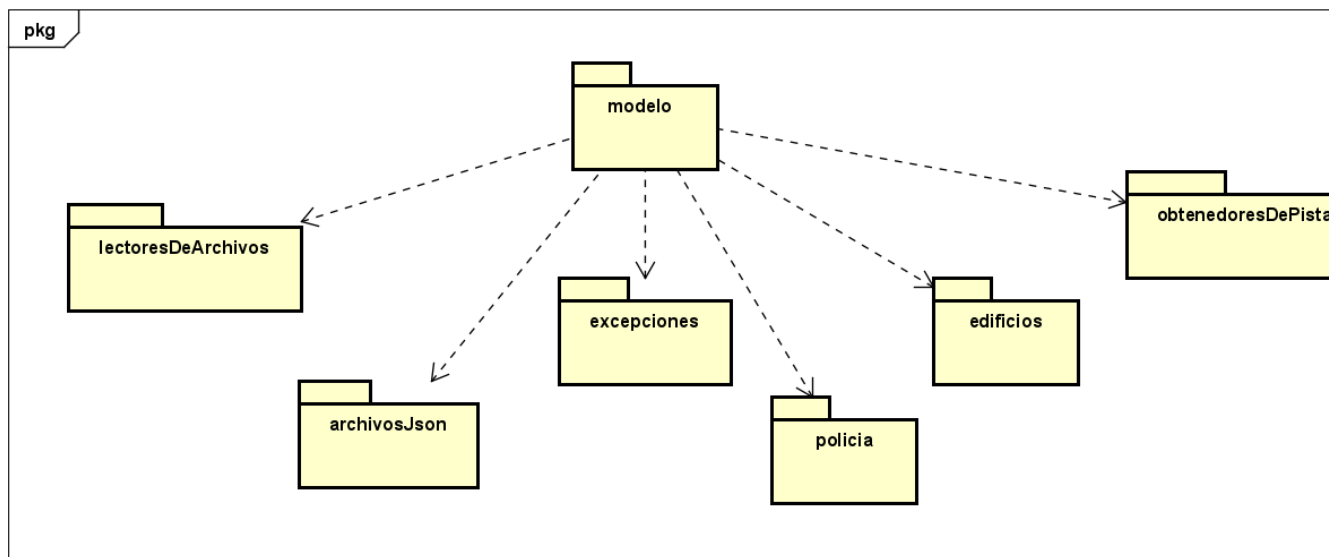 pkg
modelo
lectoresDeArchivos
obtenedoresDePista
excepciones
edificios
archivosJson
policia